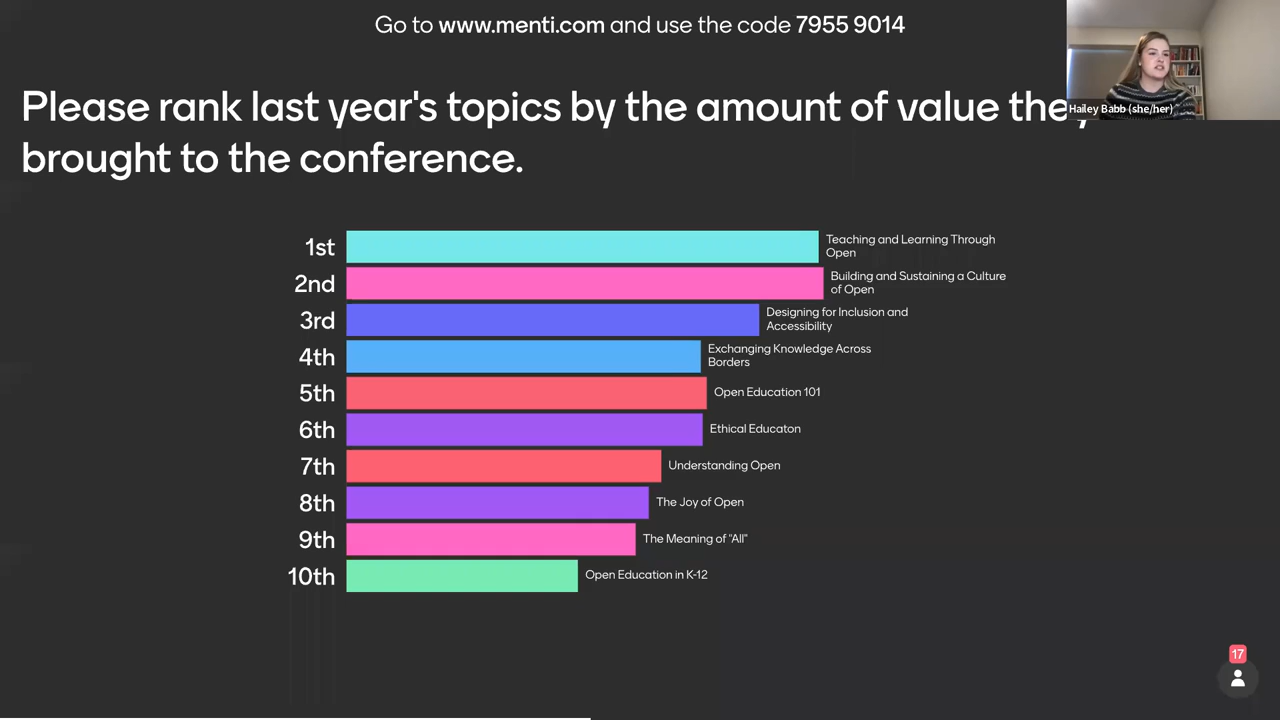 Go to www.menti.com and use the code 7955 9014
Hailey Babb (she/her)
Please rank last year's topics by the amount of value they
brought to the conference.
1st
Teaching and Learning Through
Open
2nd
Building and Sustaining a Culture
of Open
3rd
Designing for Inclusion and
Accessibility
4th
Exchanging Knowledge Across
Borders
5th
Open Education 101
6th
Ethical Educaton
7th
Understanding Open
8th
The Joy of Open
9th
The Meaning of "All"
10th
Open Education in K-12
17